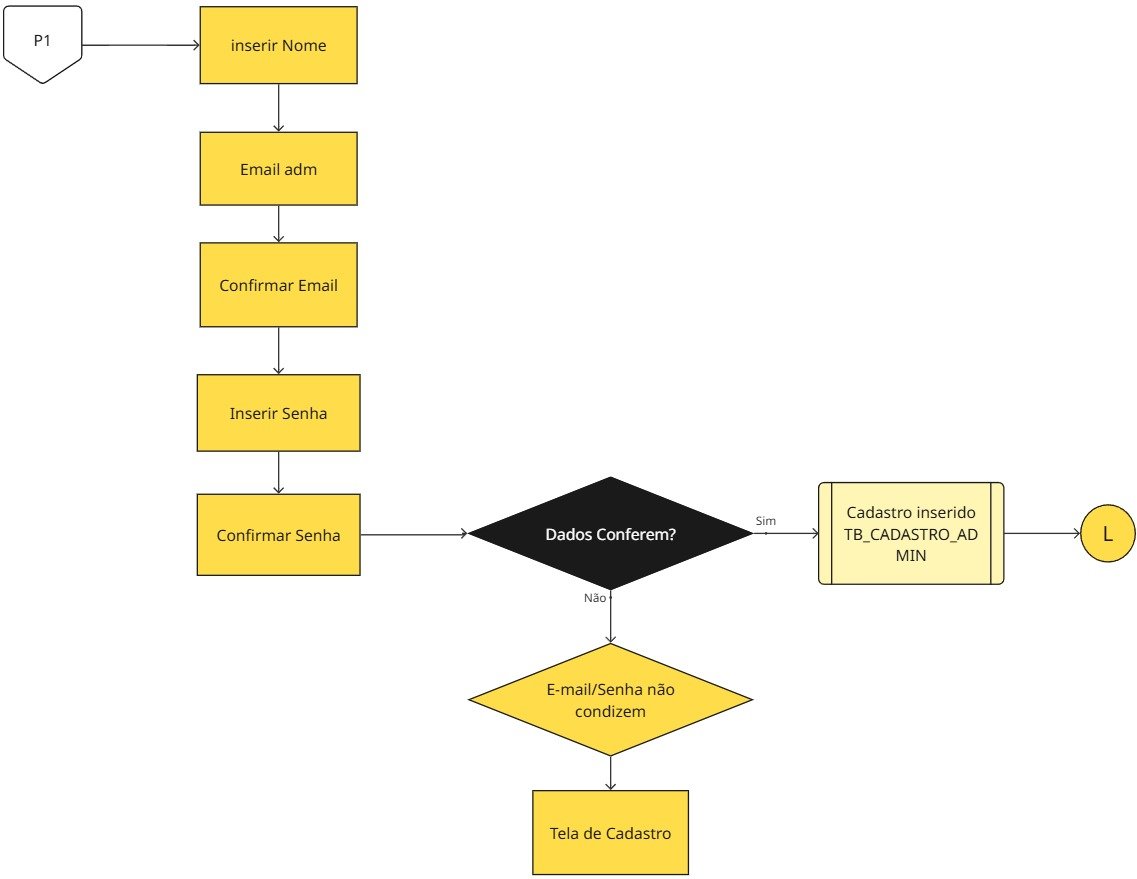 P1
inserir Nome
Email adm
Confirmar Email
Inserir Senha
Confirmar Senha
Dados Conferem?
Sim
Cadastro inserido
TB_CADASTRO_AD
MIN
L
Não
E-mail/Senha não
condizem
Tela de Cadastro